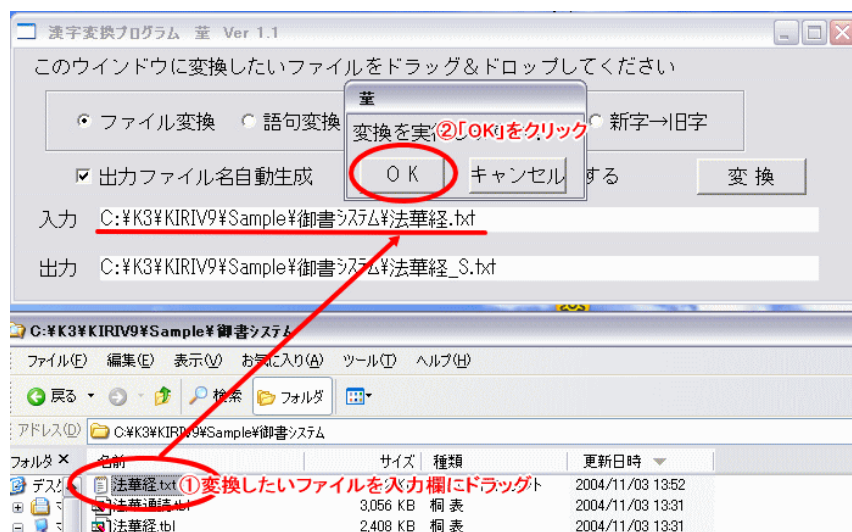 漢字変換プログラム 菫 Ver 1.1
このウインドウに変換したいファイルをドラッグ＆ドロップしてください
菫
ファイル変換 語句変換 新字→旧字
変換を実行
②「OK」をクリック
出力ファイル名自動生成 する 変換
OK キャンセル
入力 C:¥K3¥KIRIV9¥Sample¥御書システム¥法華経.txt
出力 C:¥K3¥KIRIV9¥Sample¥御書システム¥法華経_S.txt
C:¥K3¥KIRIV9¥Sample¥御書システム
ファイル(F) 編集(E) 表示(V) お気に入り(A) ツール(T) ヘルプ(H)
戻る 検索 フォルダ
アドレス(D) C:¥K3¥KIRIV9¥Sample¥御書システム
フォルダ × 名前 サイズ 種類 更新日時
法華経.txt 2004/11/03 13:52
①変換したいファイルを入力欄にドラッグ
法華通読.tbl 3,056 KB 桐 表 2004/11/03 13:31
法華経.tbl 2,408 KB 桐 表 2004/11/03 13:31